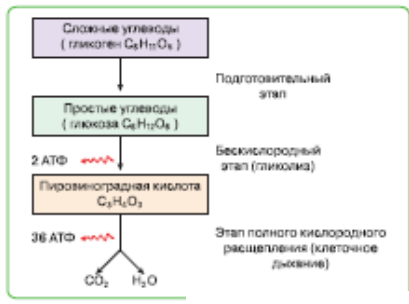 Сложные углеводы
( гликоген C₆H₁₁O₆ )
Подготовительный
этап
Простые углеводы
( глюкоза C₆H₁₂O₆ )
2 АТФ
Бескислородный
этап (гликолиз)
Пировиноградная кислота
C₃H₄O₃
36 АТФ
Этап полного кислородного
расщепления (клеточное
дыхание)
CO₂
H₂O